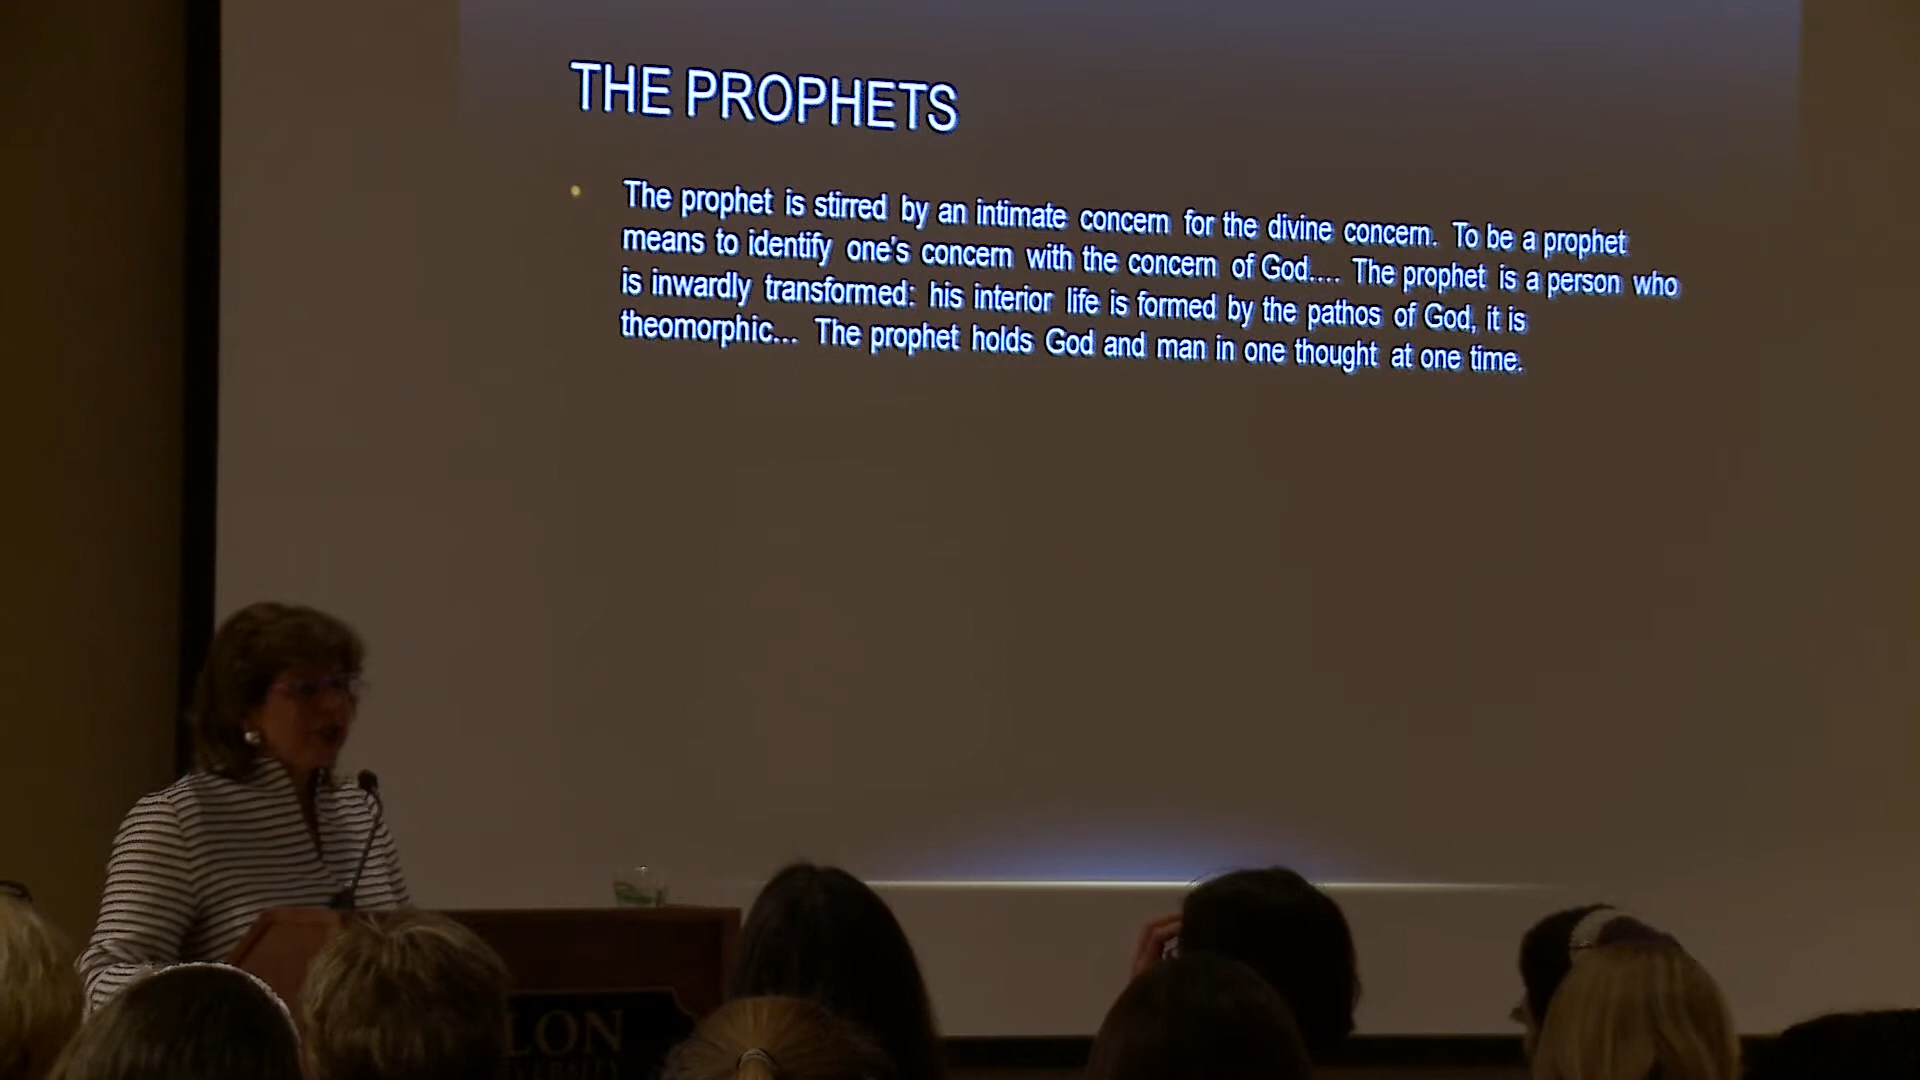 THE PROPHETS
• The prophet is stirred by an intimate concern for the divine concern. To be a prophet
means to identify one's concern with the concern of God.... The prophet is a person who
is inwardly transformed: his interior life is formed by the pathos of God, it is
theomorphic... The prophet holds God and man in one thought at one time.
LON